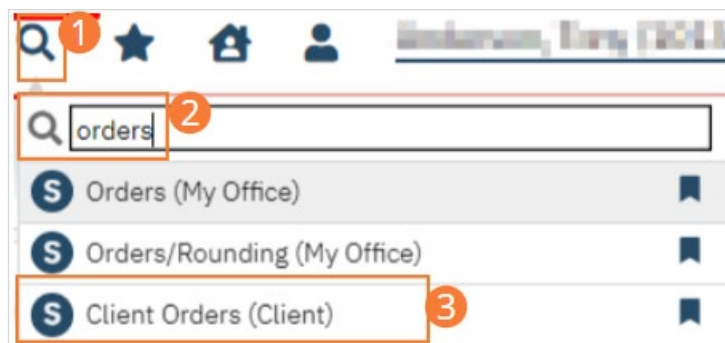 1
2
orders
S Orders (My Office)
S Orders/Rounding (My Office)
S Client Orders (Client) 3